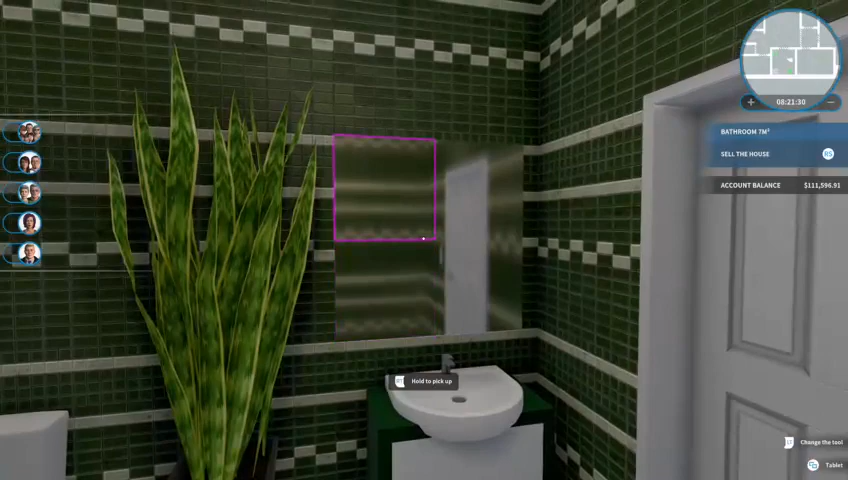 08:21:30
BATHROOM 7M²
SELL THE HOUSE
RS
ACCOUNT BALANCE $111,596.91
Hold to pick up
Change the tool
Tablet